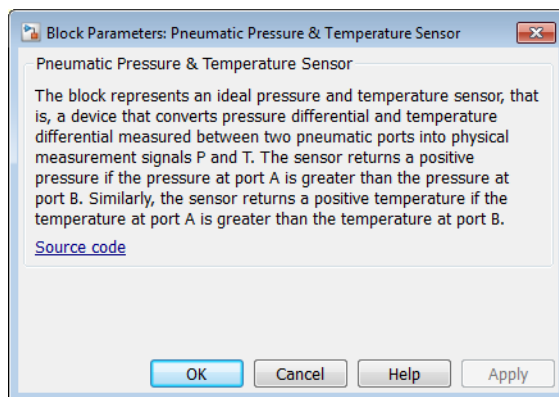 Block Parameters: Pneumatic Pressure & Temperature Sensor
Pneumatic Pressure & Temperature Sensor
The block represents an ideal pressure and temperature sensor, that
is, a device that converts pressure differential and temperature
differential measured between two pneumatic ports into physical
measurement signals P and T. The sensor returns a positive
pressure if the pressure at port A is greater than the pressure at
port B. Similarly, the sensor returns a positive temperature if the
temperature at port A is greater than the temperature at port B.
Source code
OK Cancel Help Apply